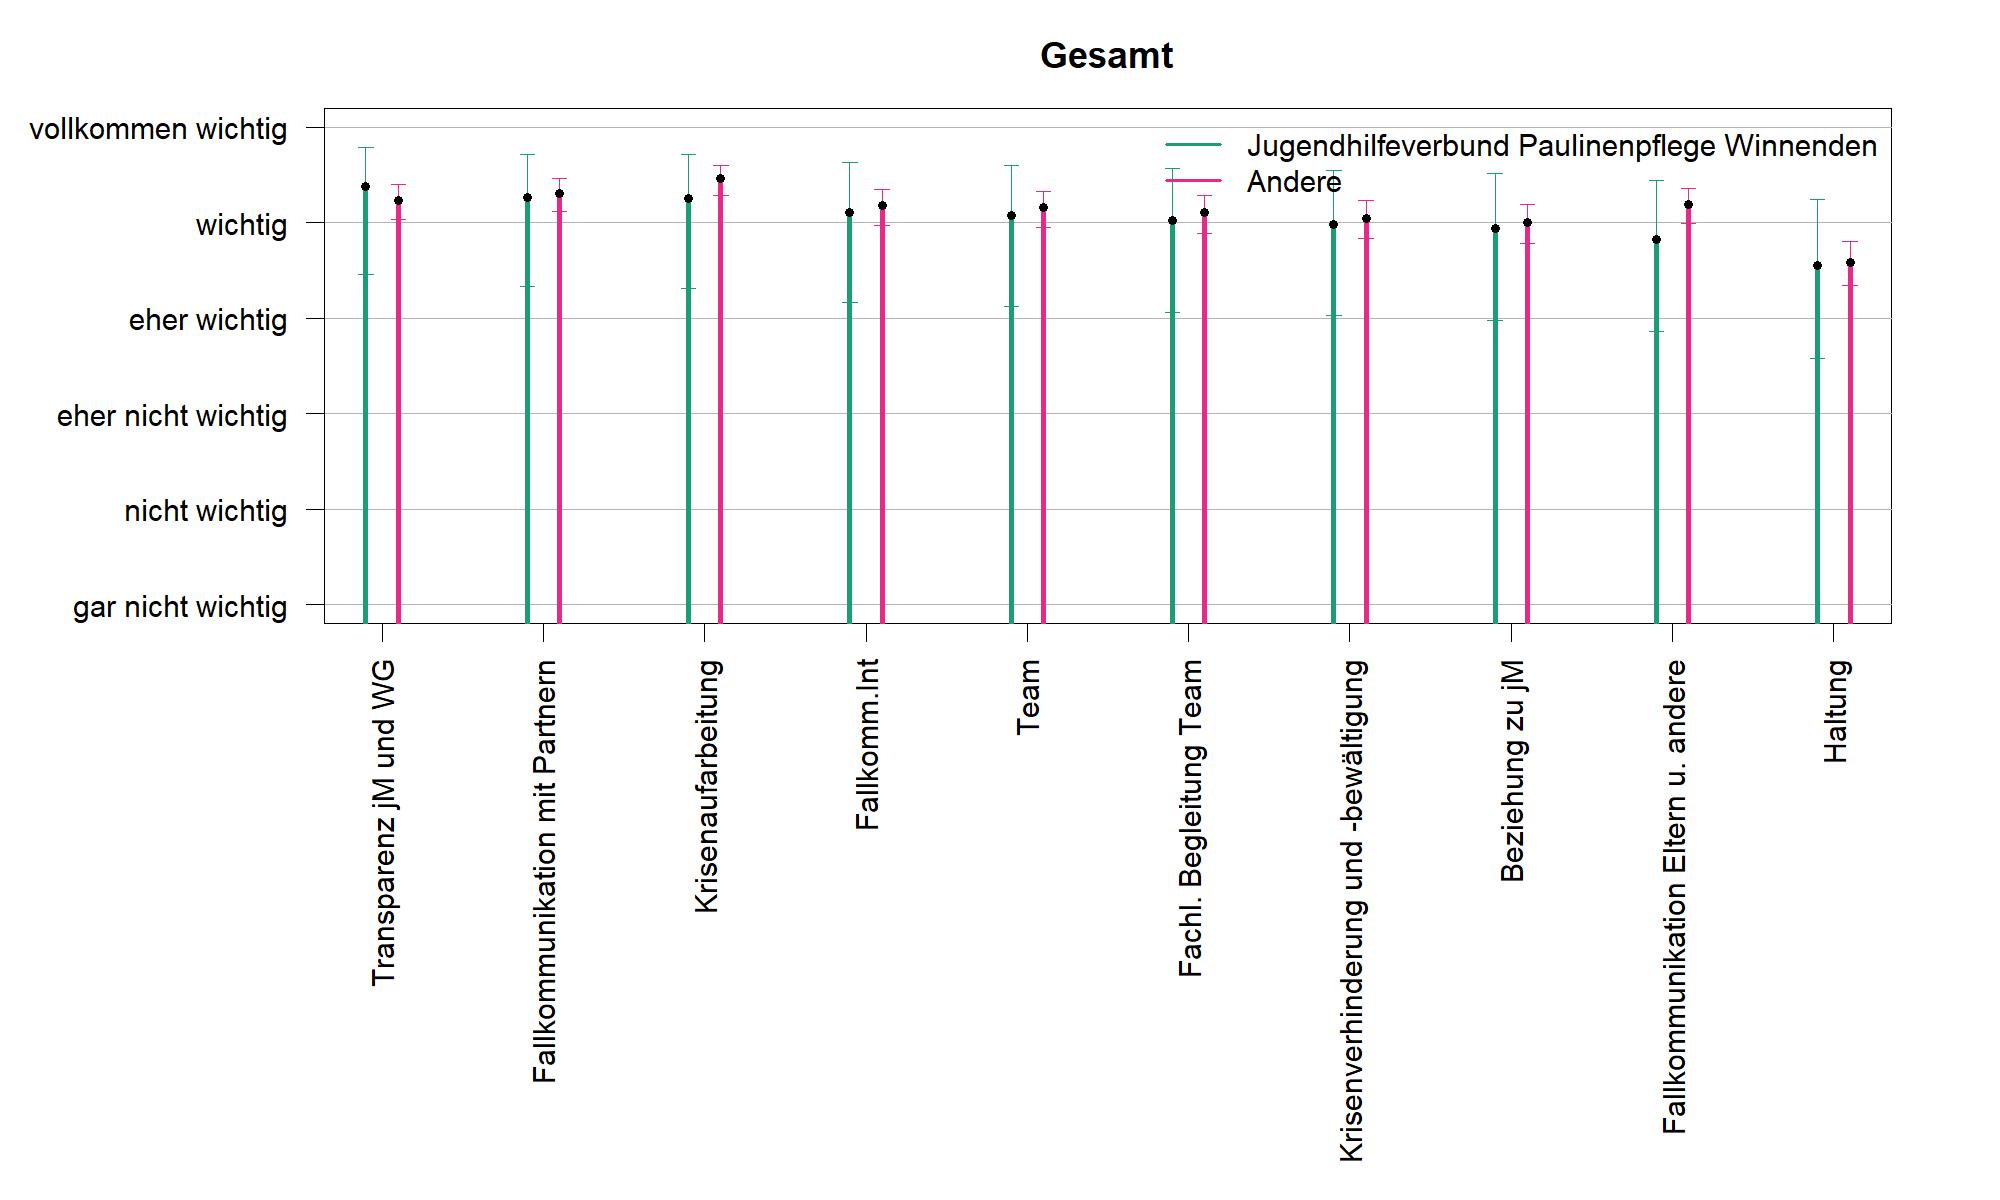 Gesamt
vollkommen wichtig
wichtig
eher wichtig
eher nicht wichtig
nicht wichtig
gar nicht wichtig
Jugendhilfeverbund Paulinenpflege Winnenden
Andere
Transparenz jM und WG
Fallkommunikation mit Partnern
Krisenaufarbeitung
Fallkomm.Int
Team
Fachl. Begleitung Team
Krisenverhinderung und -bewältigung
Beziehung zu jM
Fallkommunikation Eltern u. andere
Haltung